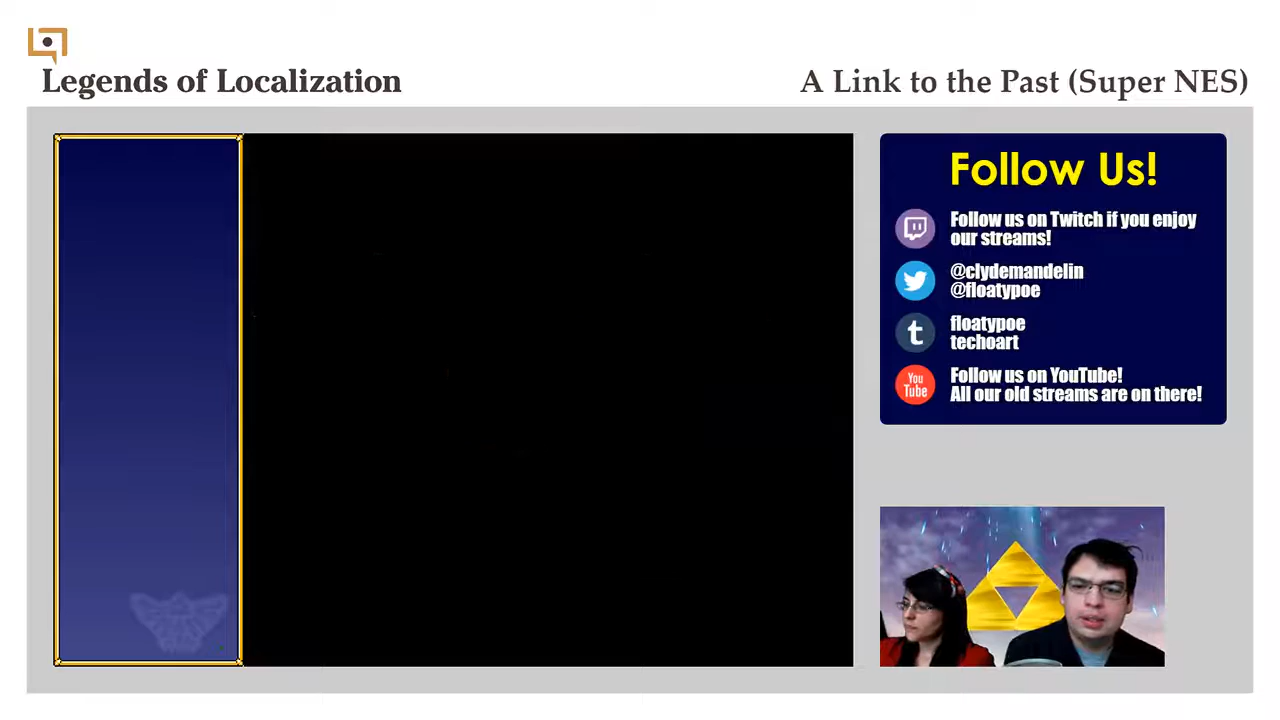 Legends of Localization
A Link to the Past (Super NES)
Follow Us!
Follow us on Twitch if you enjoy
our streams!
@clydemandelin
@floatypoe
t
floatypoe
techoart
You
Tube
Follow us on YouTube!
All our old streams are on there!